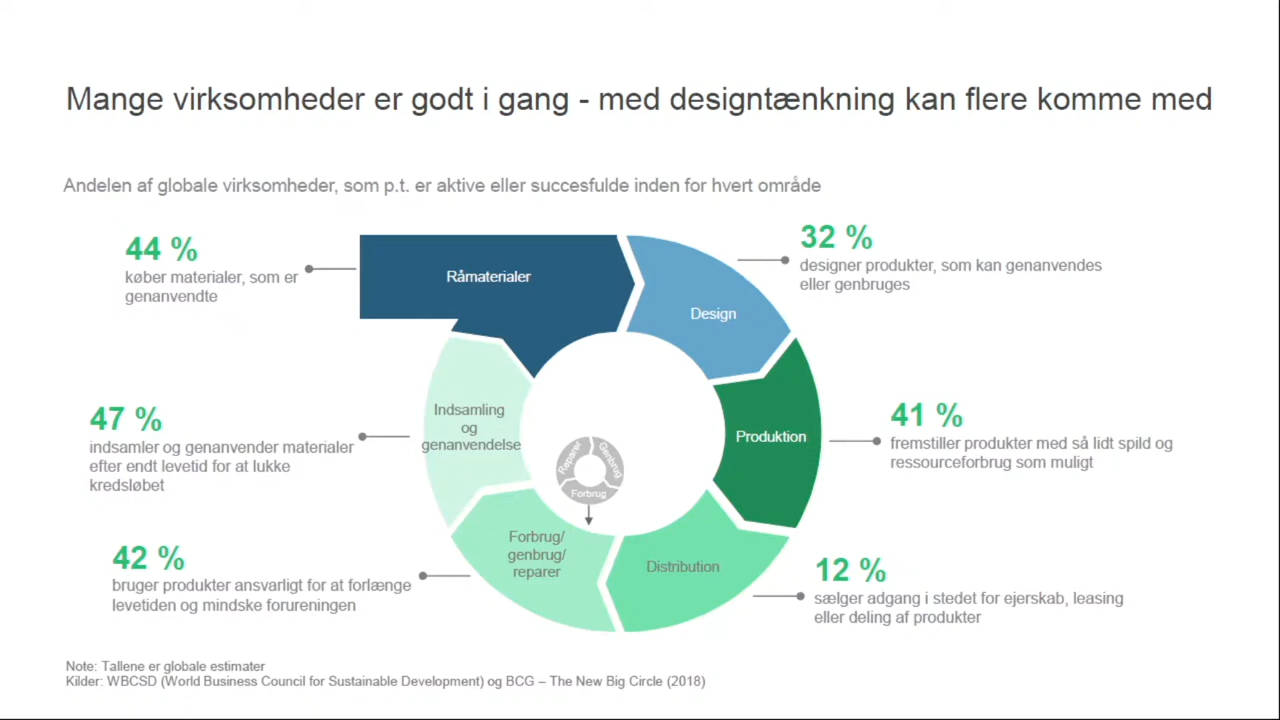 Mange virksomheder er godt i gang - med designtænkning kan flere komme med
Andelen af globale virksomheder, som p.t. er aktive eller succesfulde inden for hvert område
44 %
køber materialer, som er
genanvendte
Råmaterialer
32 %
designer produkter, som kan genanvendes
eller genbruges
Design
47 %
indsamler og genanvender materialer
efter endt levetid for at lukke
kredsløbet
Indsamling
og
genanvendelse
Reparer
Genbrug
Forbrug
Produktion
41 %
fremstiller produkter med så lidt spild og
ressourceforbrug som muligt
42 %
bruger produkter ansvarligt for at forlænge
levetiden og mindske forureningen
Forbrug/
genbrug/
reparer
Distribution
12 %
sælger adgang i stedet for ejerskab, leasing
eller deling af produkter
Note: Tallene er globale estimater
Kilder: WBCSD (World Business Council for Sustainable Development) og BCG – The New Big Circle (2018)